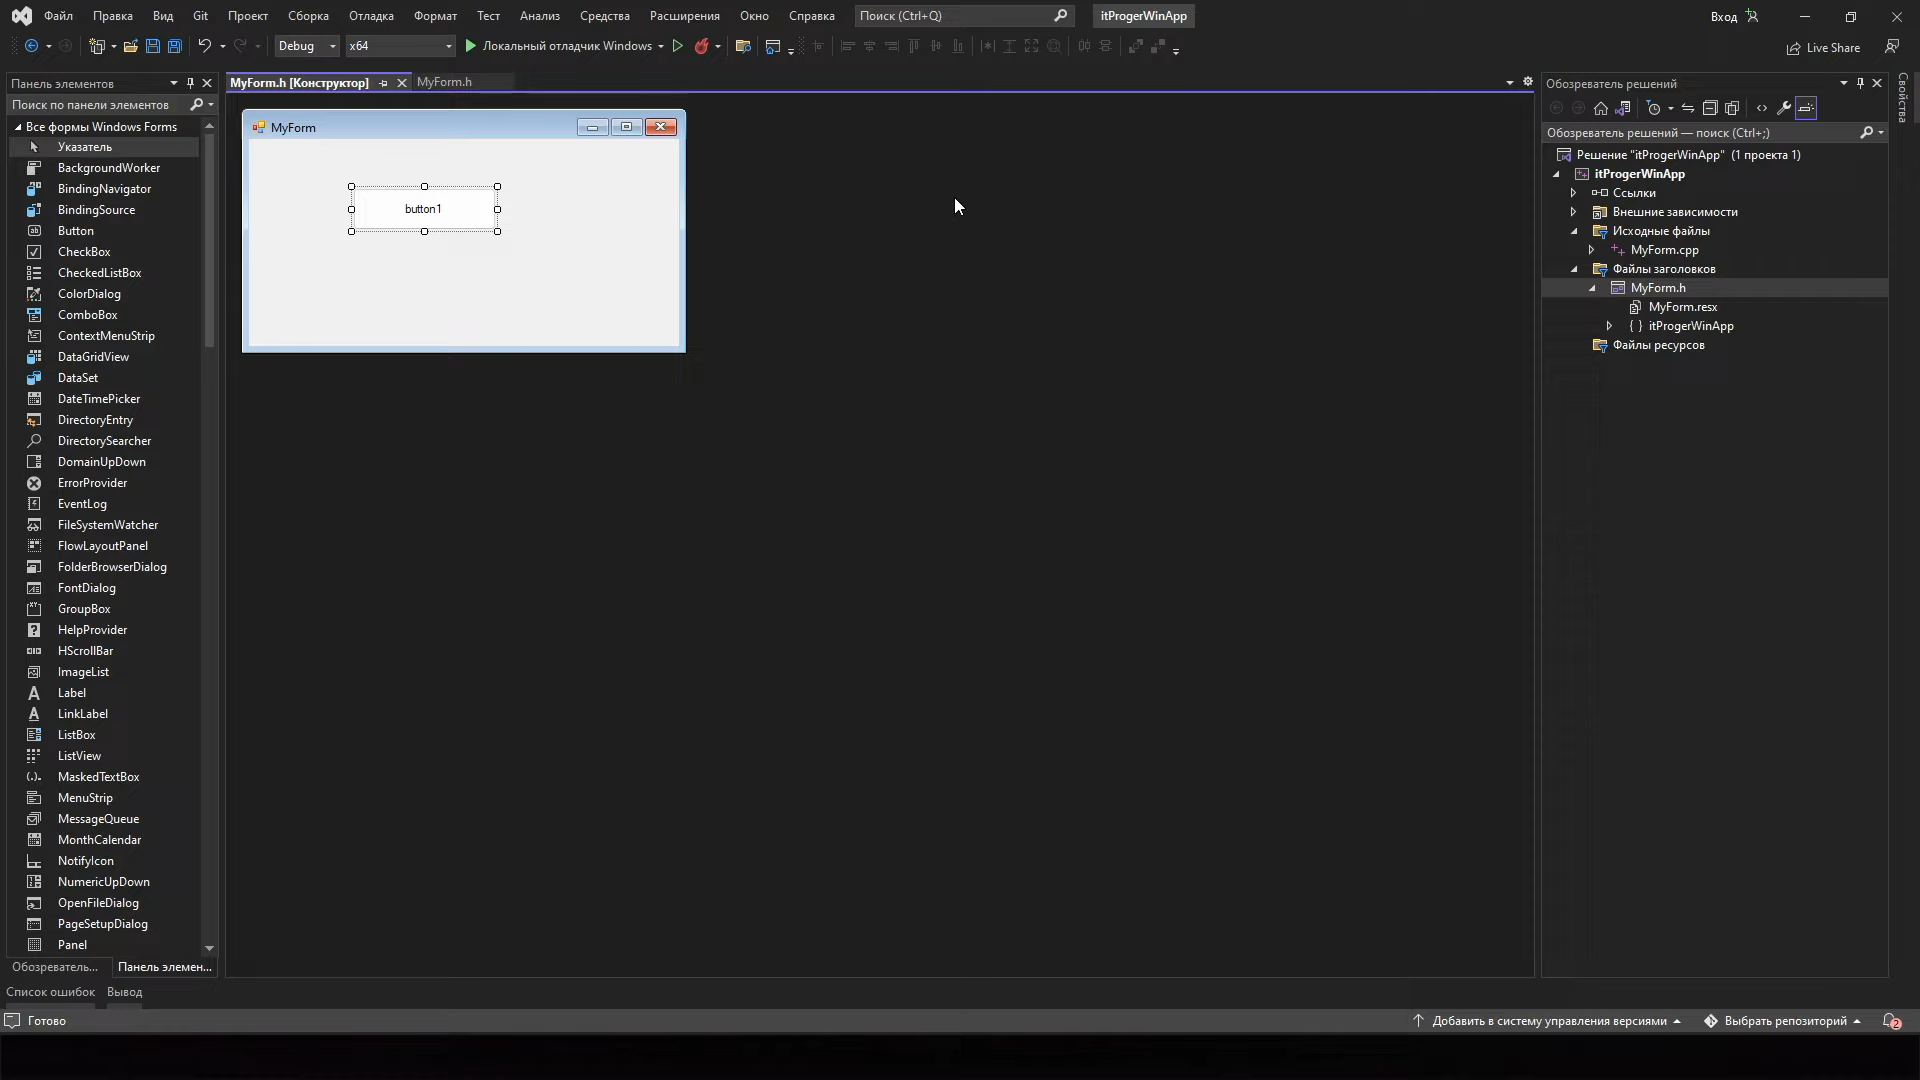 Файл Правка Вид Git Проект Сборка Отладка Формат Тест Анализ Средства Расширения Окно Справка Поиск (Ctrl+Q) itProgerWinApp Вход
Debug x64 Локальный отладчик Windows Live Share
Панель элементов
Поиск по панели элементов
Все формы Windows Forms
Указатель
BackgroundWorker
BindingNavigator
BindingSource
Button
CheckBox
CheckedListBox
ColorDialog
ComboBox
ContextMenuStrip
DataGridView
DataSet
DateTimePicker
DirectoryEntry
DirectorySearcher
DomainUpDown
ErrorProvider
EventLog
FileSystemWatcher
FlowLayoutPanel
FolderBrowserDialog
FontDialog
GroupBox
HelpProvider
HScrollBar
ImageList
Label
LinkLabel
ListBox
ListView
MaskedTextBox
MenuStrip
MessageQueue
MonthCalendar
NotifyIcon
NumericUpDown
OpenFileDialog
PageSetupDialog
Panel
Обозреватель... Панель элемен...
MyForm.h [Конструктор] MyForm.h
MyForm
button1
Обозреватель решений
Обозреватель решений — поиск (Ctrl+;)
Решение "itProgerWinApp" (1 проекта 1)
itProgerWinApp
Ссылки
Внешние зависимости
Исходные файлы
MyForm.cpp
Файлы заголовков
MyForm.h
MyForm.resx
itProgerWinApp
Файлы ресурсов
Свойства
Список ошибок Вывод
Готово Добавить в систему управления версиями Выбрать репозиторий 2